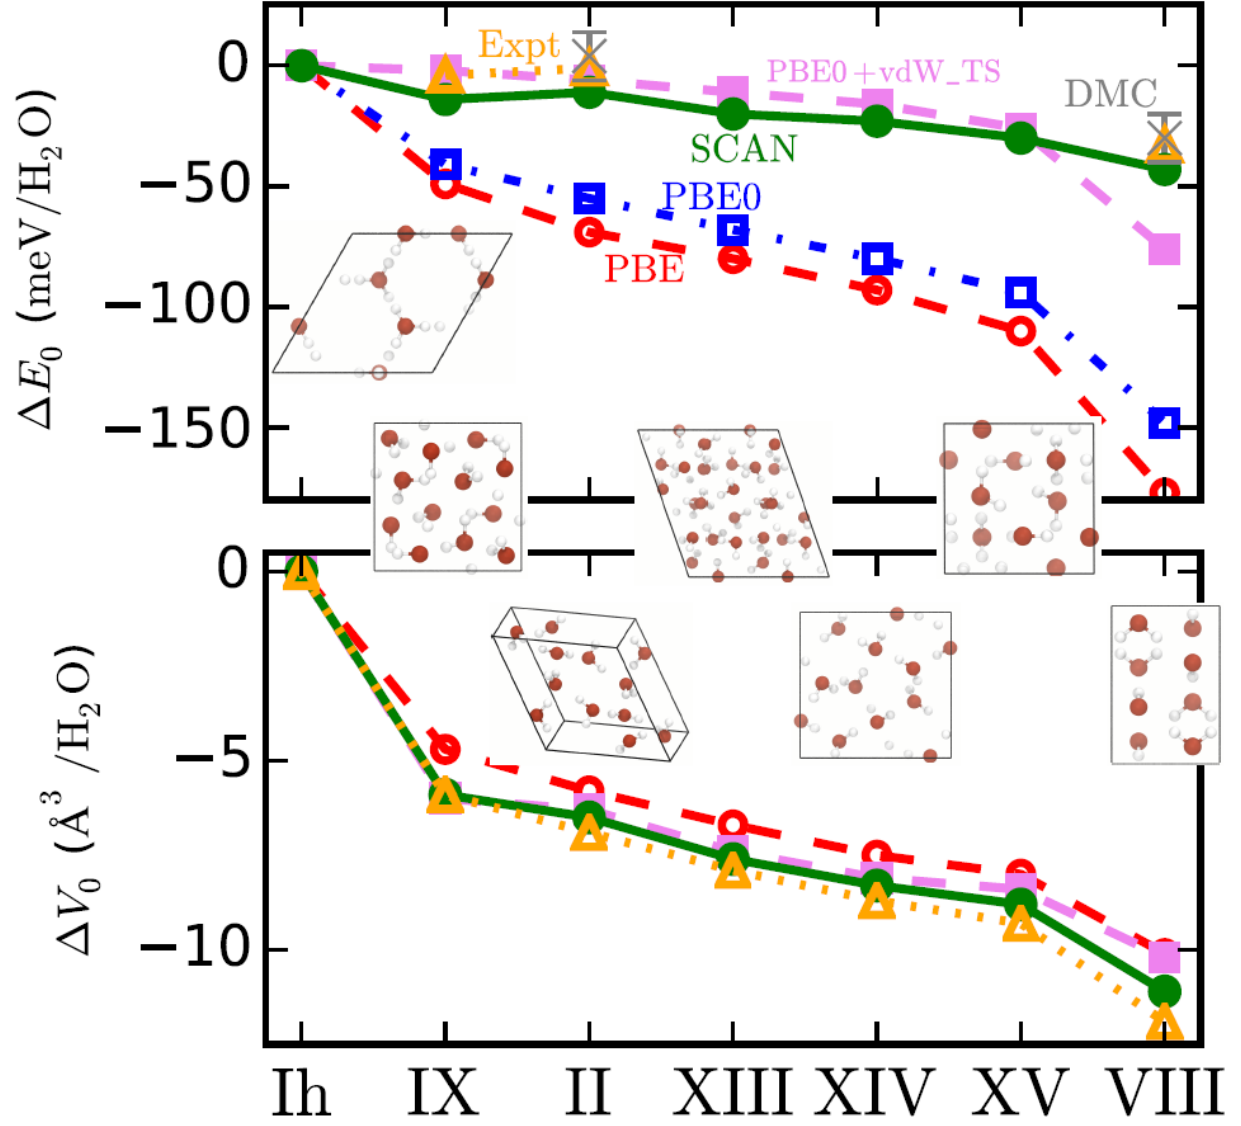 0
−50
−100
−150
ΔE₀ (meV/H₂O)
Expt
PBE0+vdW_TS
DMC
SCAN
PBE0
PBE
0
−5
−10
ΔV₀ (Å³/H₂O)
Ih IX II XIII XIV XV VIII